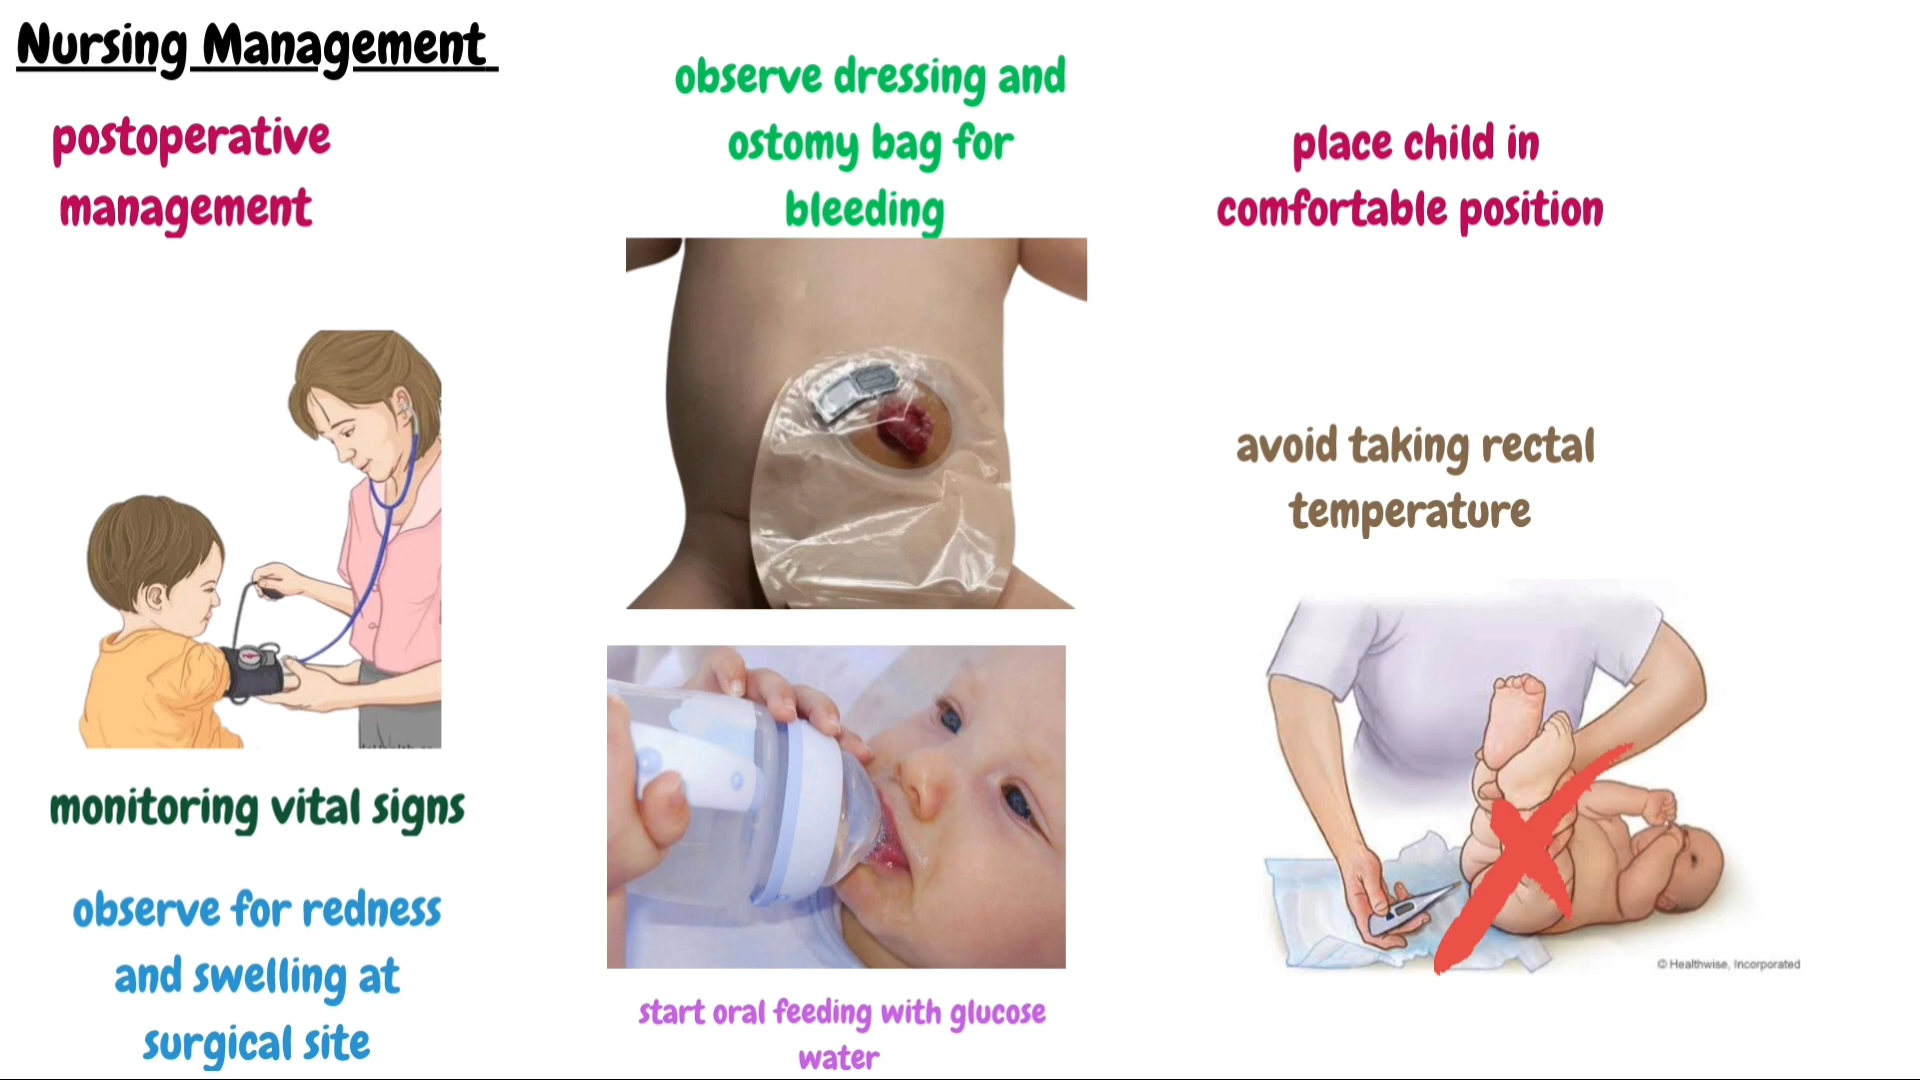 Nursing Management
postoperative
management
monitoring vital signs
observe for redness
and swelling at
surgical site
observe dressing and
ostomy bag for
bleeding
start oral feeding with glucose
water
place child in
comfortable position
avoid taking rectal
temperature
© Healthwise, Incorporated